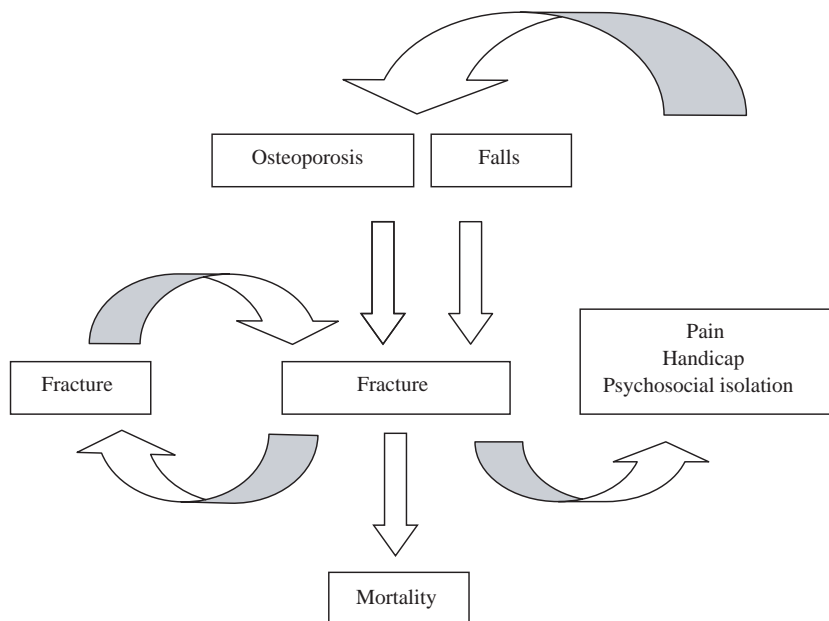 Osteoporosis
Falls
Pain
Handicap
Psychosocial isolation
Fracture
Fracture
Mortality